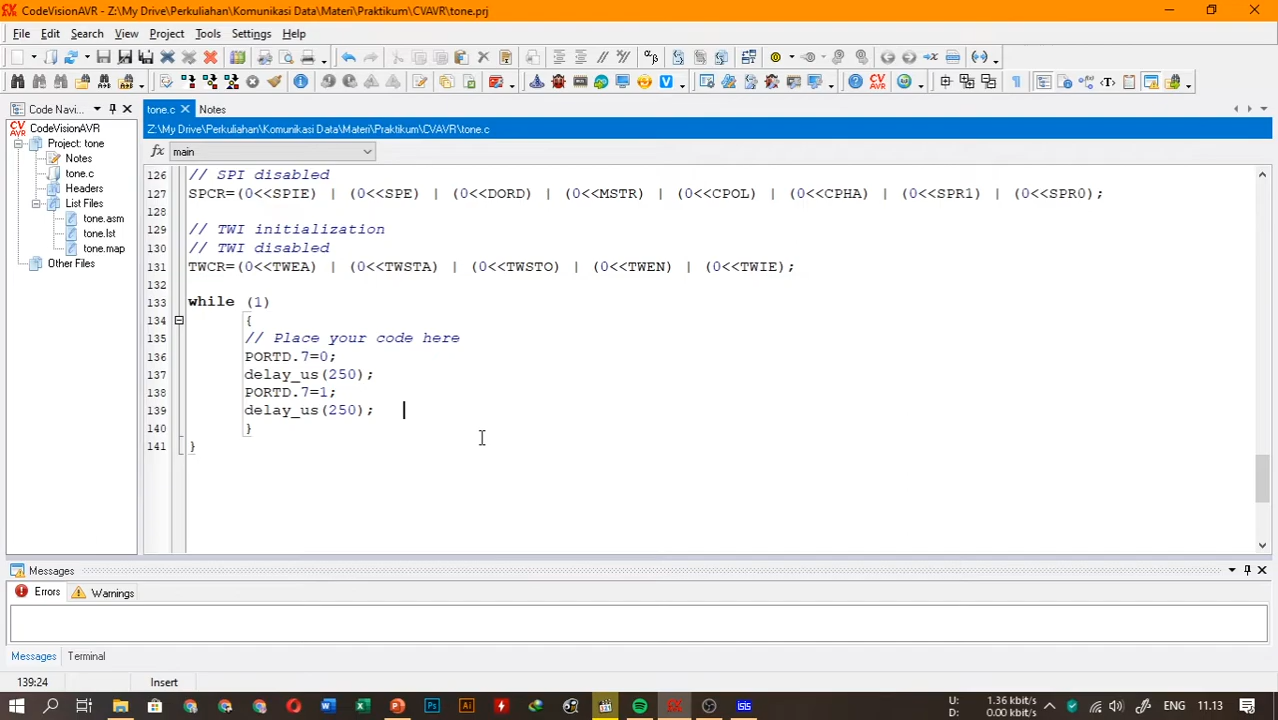 CodeVisionAVR - Z:\My Drive\Perkuliahan\Komunikasi Data\Materi\Praktikum\CVAVR\tone.prj
File Edit Search View Project Tools Settings Help
Code Navi...
tone.c Notes
CodeVisionAVR
Project: tone
Notes
tone.c
Headers
List Files
tone.asm
tone.lst
tone.map
Other Files
Z:\My Drive\Perkuliahan\Komunikasi Data\Materi\Praktikum\CVAVR\tone.c
main
126 // SPI disabled
127 SPCR=(0<<SPIE) | (0<<SPE) | (0<<DORD) | (0<<MSTR) | (0<<CPOL) | (0<<CPHA) | (0<<SPR1) | (0<<SPR0);
128
129 // TWI initialization
130 // TWI disabled
131 TWCR=(0<<TWEA) | (0<<TWSTA) | (0<<TWSTO) | (0<<TWEN) | (0<<TWIE);
132
133 while (1)
134 {
135 // Place your code here
136 PORTD.7=0;
137 delay_us(250);
138 PORTD.7=1;
139 delay_us(250);
140 }
141 }
Messages
Errors Warnings
Messages Terminal
139:24 Insert
U: 1.36 kbit/s
D: 0.00 kbit/s
ENG 11.13